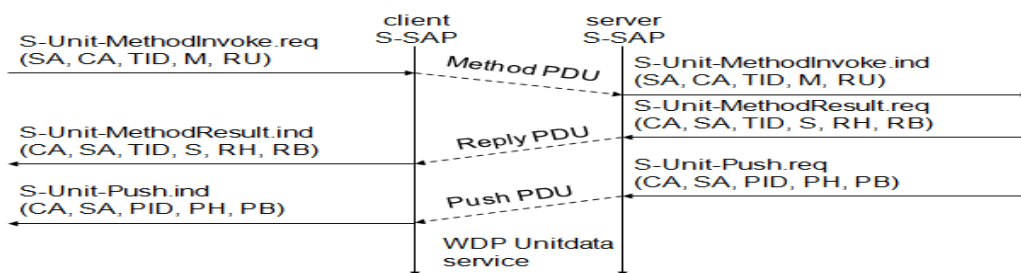 client
S-SAP
server
S-SAP
S-Unit-MethodInvoke.req
(SA, CA, TID, M, RU)
Method PDU
S-Unit-MethodInvoke.ind
(SA, CA, TID, M, RU)
S-Unit-MethodResult.req
(CA, SA, TID, S, RH, RB)
S-Unit-MethodResult.ind
(CA, SA, TID, S, RH, RB)
Reply PDU
S-Unit-Push.req
(CA, SA, PID, PH, PB)
S-Unit-Push.ind
(CA, SA, PID, PH, PB)
Push PDU
WDP Unitdata
service